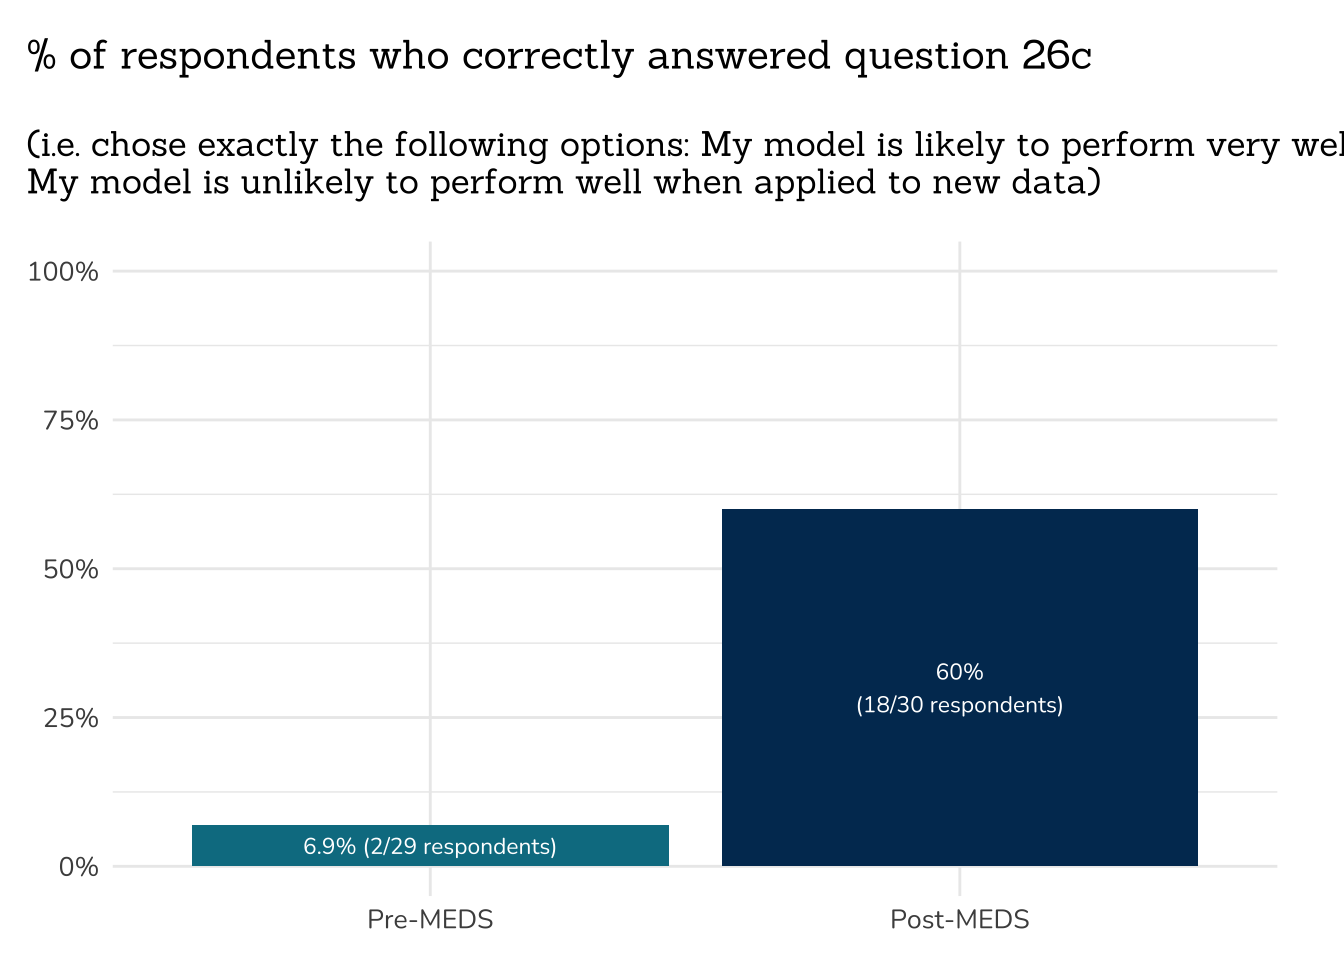 % of respondents who correctly answered question 26c
(i.e. chose exactly the following options: My model is likely to perform very
My model is unlikely to perform well when applied to new data)
100%
75%
50%
25%
0%
60%
(18/30 respondents)
6.9% (2/29 respondents)
Pre-MEDS
Post-MEDS